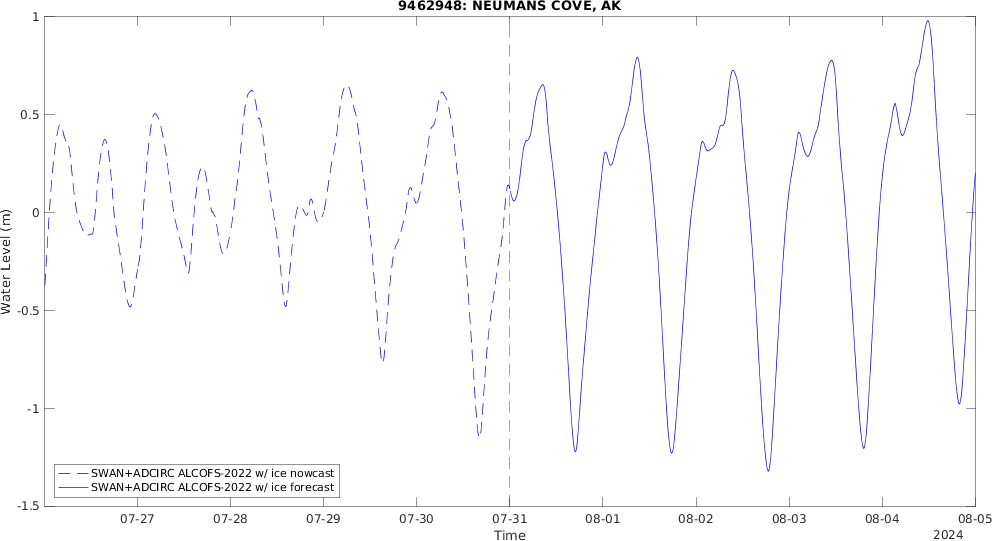 9462948: NEUMANS COVE, AK
1
0.5
0
-0.5
-1
-1.5
Water Level (m)
SWAN+ADCIRC ALCOFS-2022 w/ ice nowcast
SWAN+ADCIRC ALCOFS-2022 w/ ice forecast
07-27 07-28 07-29 07-30 07-31 08-01 08-02 08-03 08-04 08-05
Time
2024